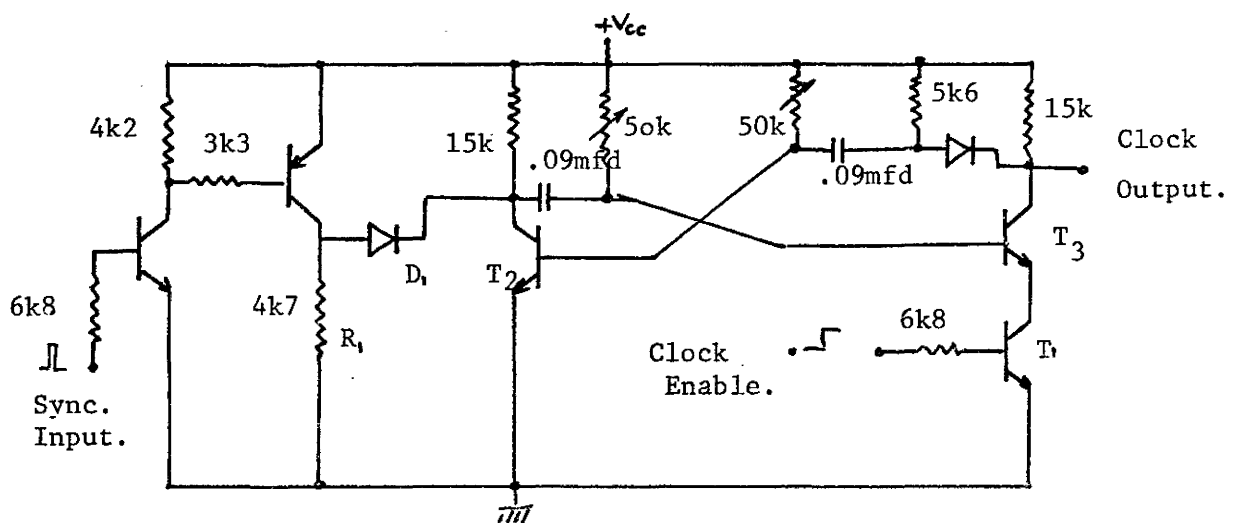 +Vcc
4k2
3k3
15k
5ok
.09mfd
50k
5k6
15k
.09mfd
Clock
Output.
6k8
4k7
R1
D1
T2
T3
Sync.
Input.
Clock
Enable.
6k8
T1